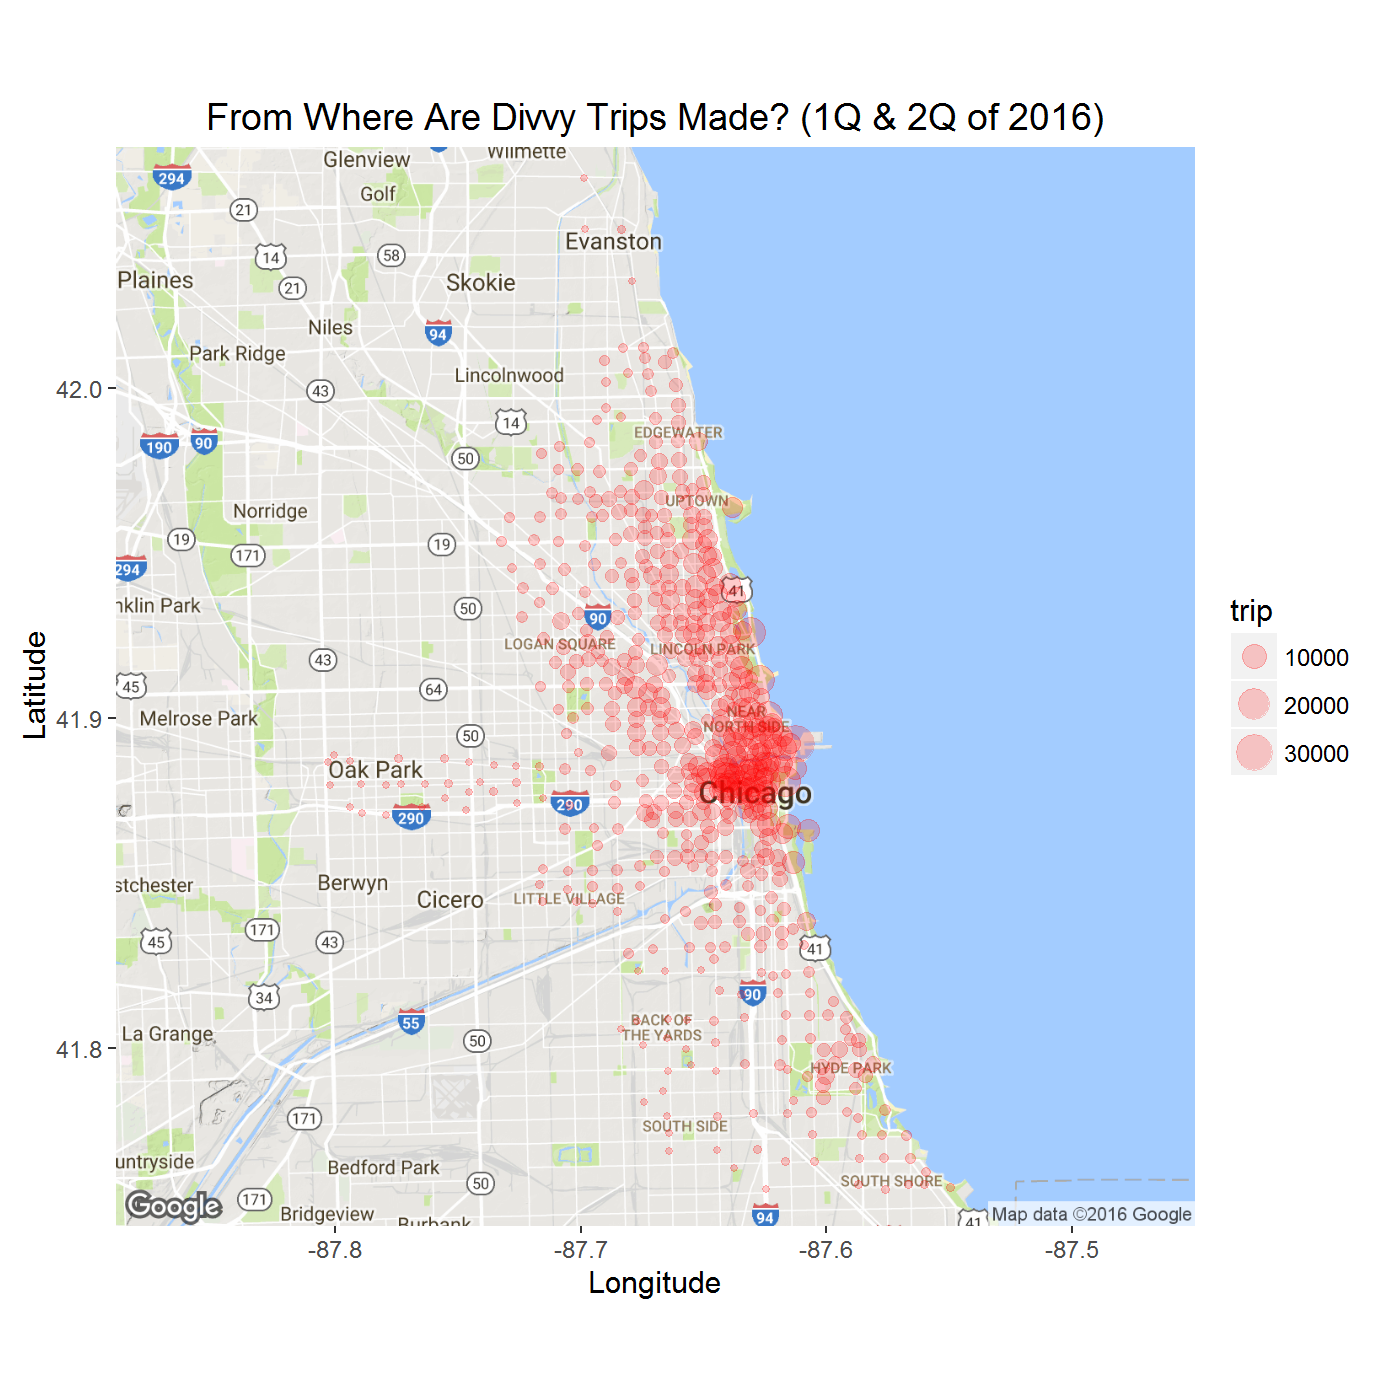 From Where Are Divvy Trips Made? (1Q & 2Q of 2016)
Glenview
Wilmette
294
Golf
21
Evanston
14
58
Plaines
Skokie
21
Niles
94
Park Ridge
Lincolnwood
42.0
43
14
EDGEWATER
190
90
50
UPTOWN
Norridge
19
171
19
294
41
nklin Park
50
90
LOGAN SQUARE
LINCOLN PARK
43
45
64
Melrose Park
NEAR
NORTH SIDE
41.9
50
Oak Park
Chicago
290
290
stchester
Berwyn
Cicero
LITTLE VILLAGE
171
45
43
41
34
90
55
BACK OF
THE YARDS
La Grange
50
41.8
HYDE PARK
171
SOUTH SIDE
untryside
Bedford Park
50
SOUTH SHORE
Google
171
Bridgeview
Burbank
94
41
Map data ©2016 Google
-87.8
-87.7
-87.6
-87.5
Longitude
Latitude
trip
10000
20000
30000